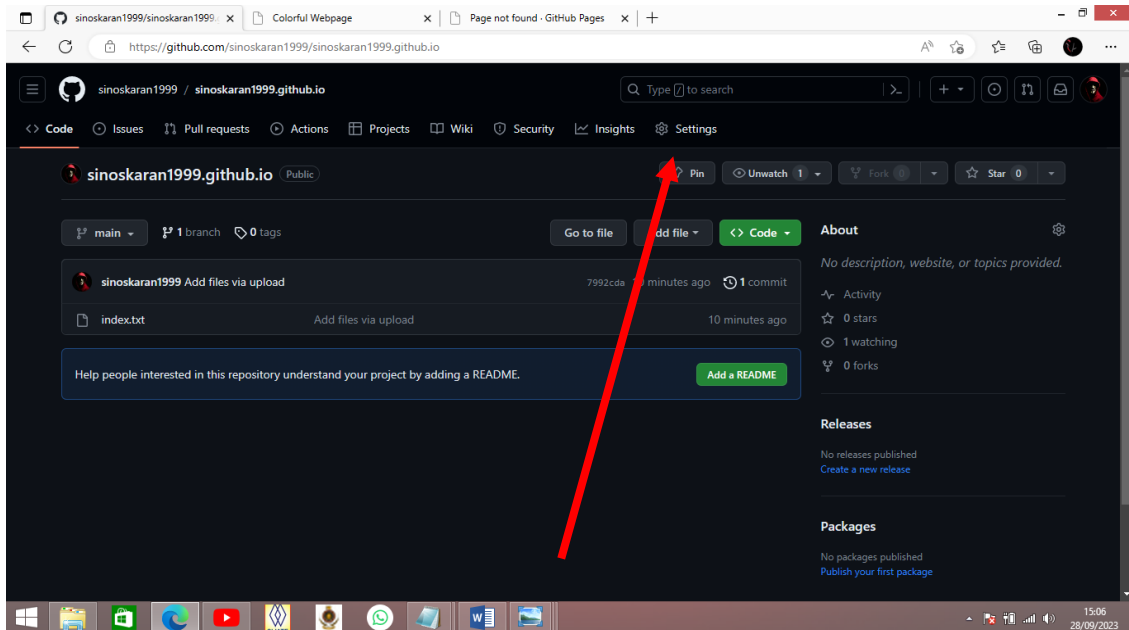 sinoskaran1999/sinoskaran1999. Colorful Webpage Page not found · GitHub Pages
https://github.com/sinoskaran1999/sinoskaran1999.github.io
sinoskaran1999 / sinoskaran1999.github.io Type / to search
Code Issues Pull requests Actions Projects Wiki Security Insights Settings
sinoskaran1999.github.io Public Pin Unwatch 1 Fork 0 Star 0
main 1 branch 0 tags Go to file file Code
About
No description, website, or topics provided.
sinoskaran1999 Add files via upload 7992cda minutes ago 1 commit
index.txt Add files via upload 10 minutes ago
Activity
0 stars
1 watching
0 forks
Help people interested in this repository understand your project by adding a README. Add a README
Releases
No releases published
Create a new release
Packages
No packages published
Publish your first package
15:06
28/09/2023